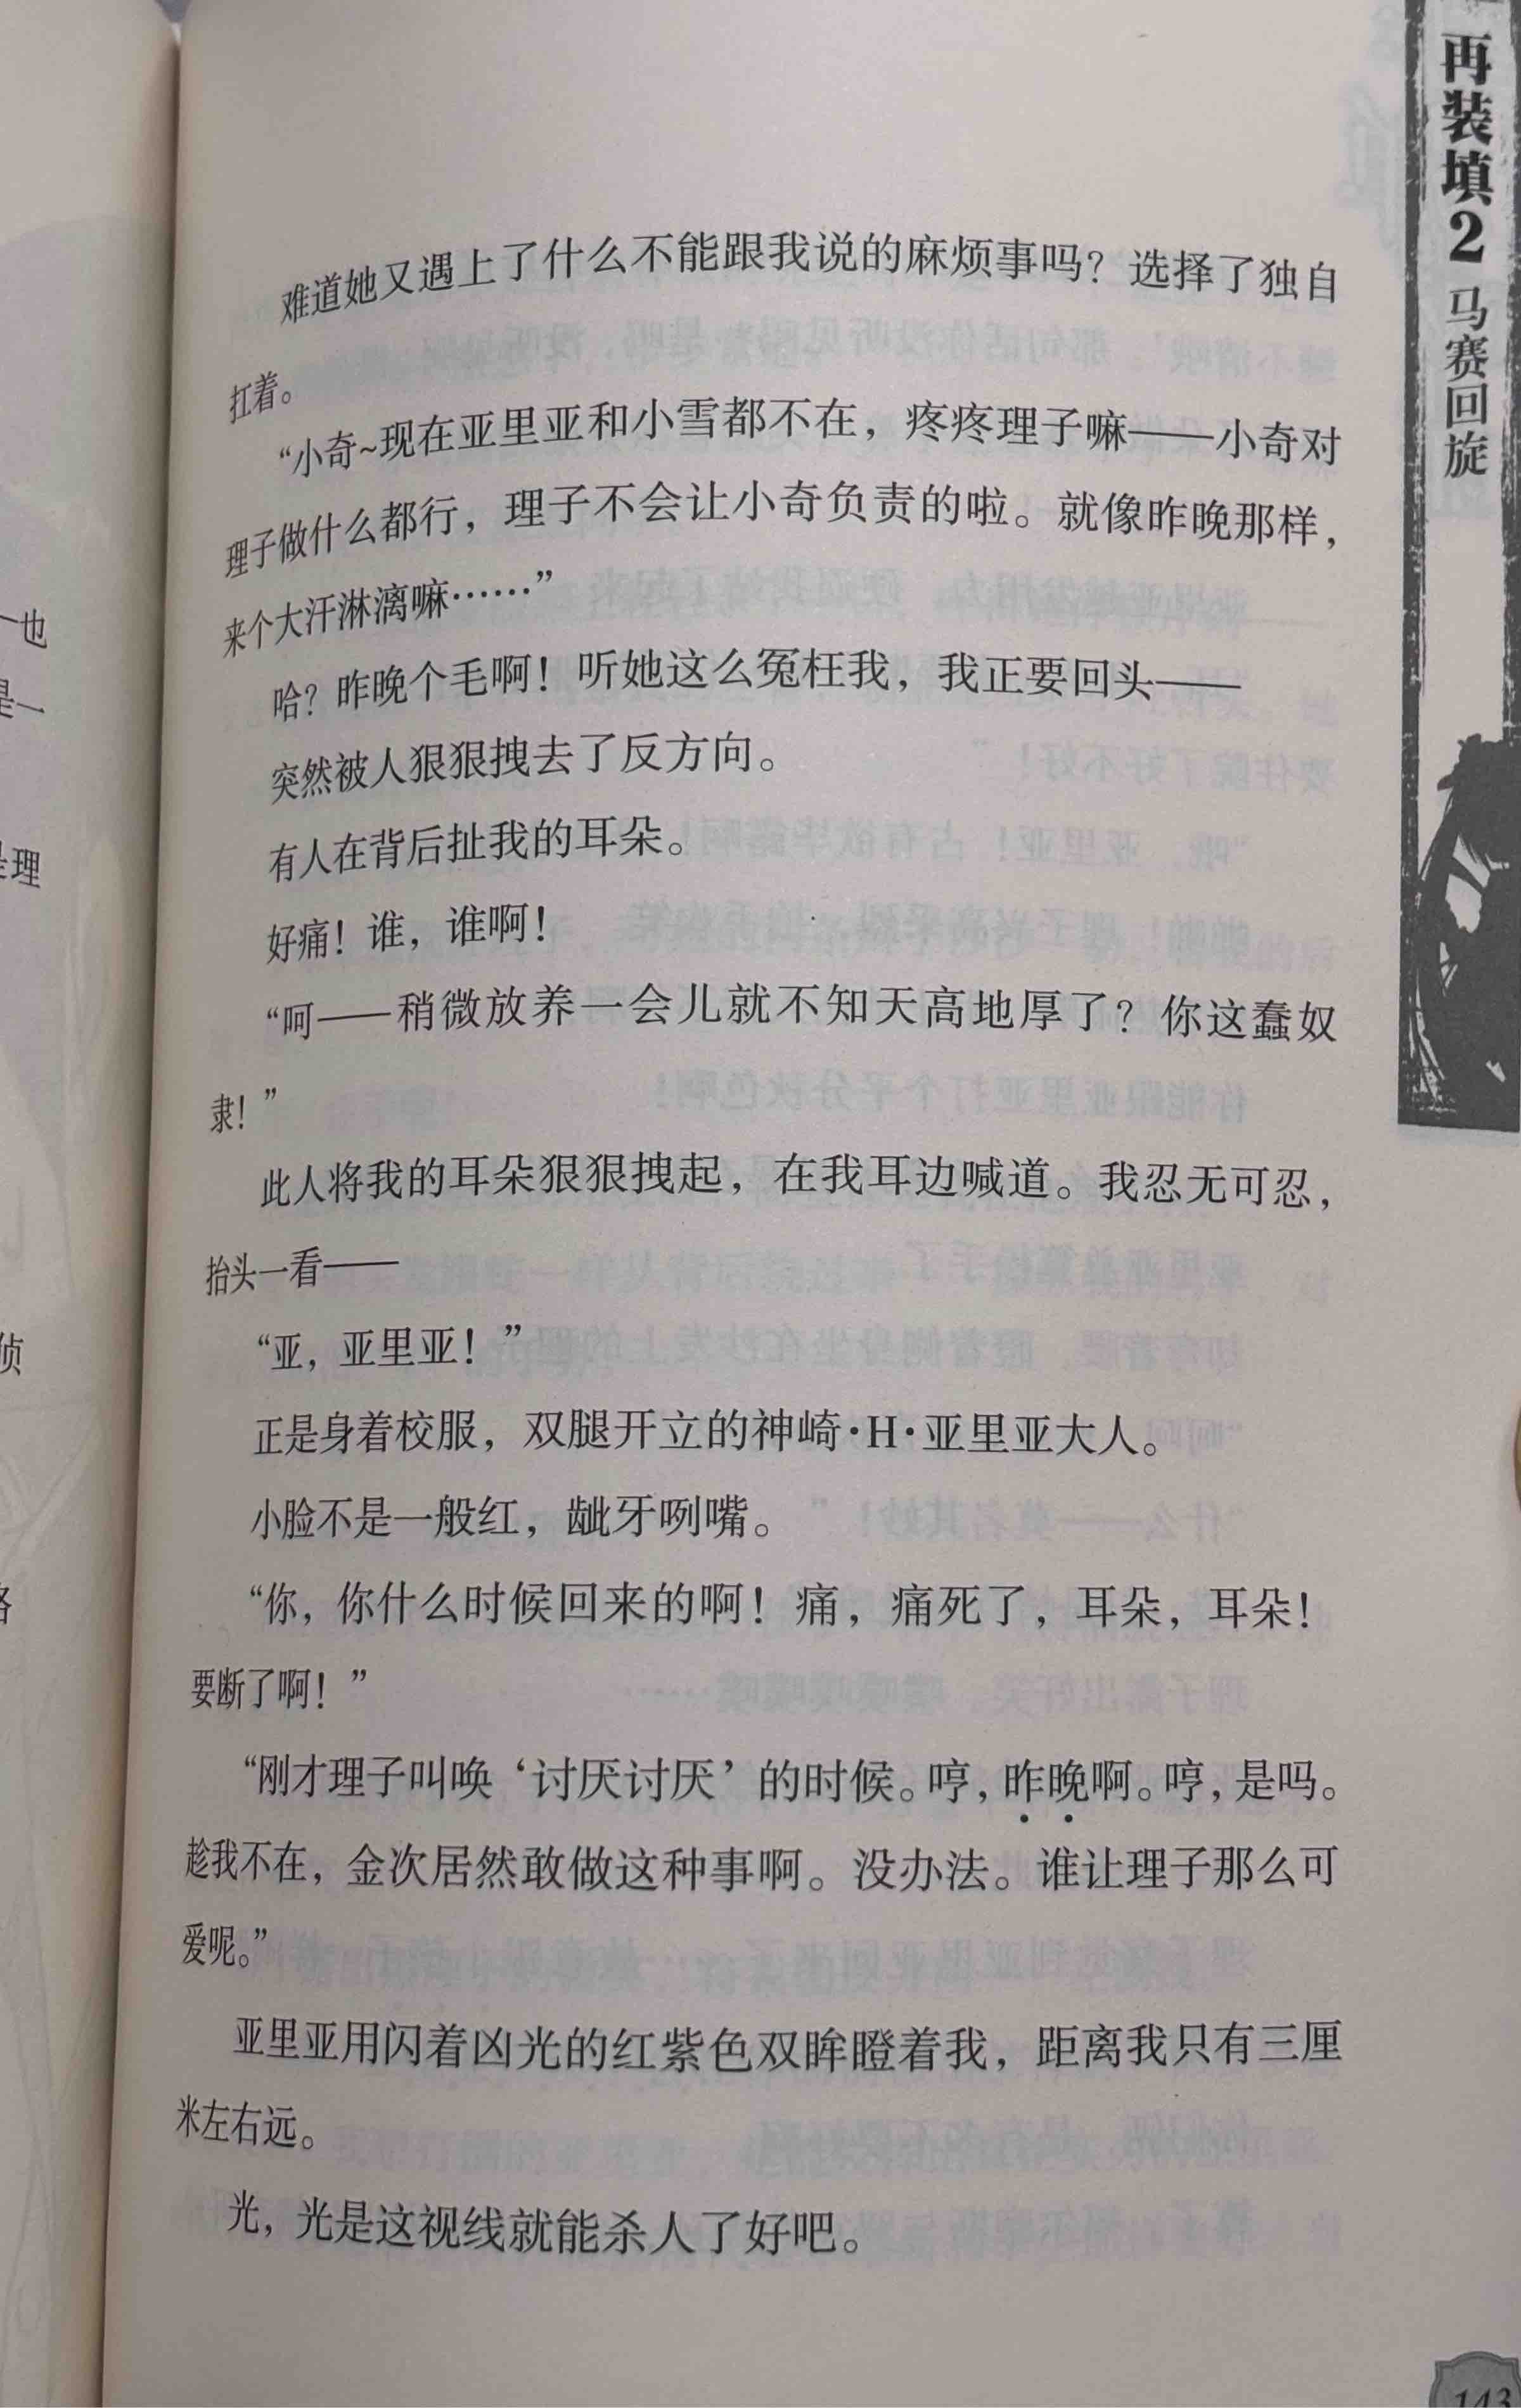 再装填2 马赛回旋
难道她又遇上了什么不能跟我说的麻烦事吗？选择了独自
扛着。
“小奇~现在亚里亚和小雪都不在，疼疼理子嘛——小奇对
理子做什么都行，理子不会让小奇负责的啦。就像昨晚那样，
来个大汗淋漓嘛……”
哈？昨晚个毛啊！听她这么冤枉我，我正要回头——
突然被人狠狠拽去了反方向。
有人在背后扯我的耳朵。
好痛！谁，谁啊！
“呵——稍微放养一会儿就不知天高地厚了？你这蠢奴
隶！”
此人将我的耳朵狠狠拽起，在我耳边喊道。我忍无可忍，
抬头一看——
“亚，亚里亚！”
正是身着校服，双腿开立的神崎·H·亚里亚大人。
小脸不是一般红，龇牙咧嘴。
“你，你什么时候回来的啊！痛，痛死了，耳朵，耳朵！
要断了啊！”
“刚才理子叫唤‘讨厌讨厌’的时候。哼，昨晚啊。哼，是吗。
趁我不在，金次居然敢做这种事啊。没办法。谁让理子那么可
爱呢。”
亚里亚用闪着凶光的红紫色双眸瞪着我，距离我只有三厘
米左右远。
光，光是这视线就能杀人了好吧。
143